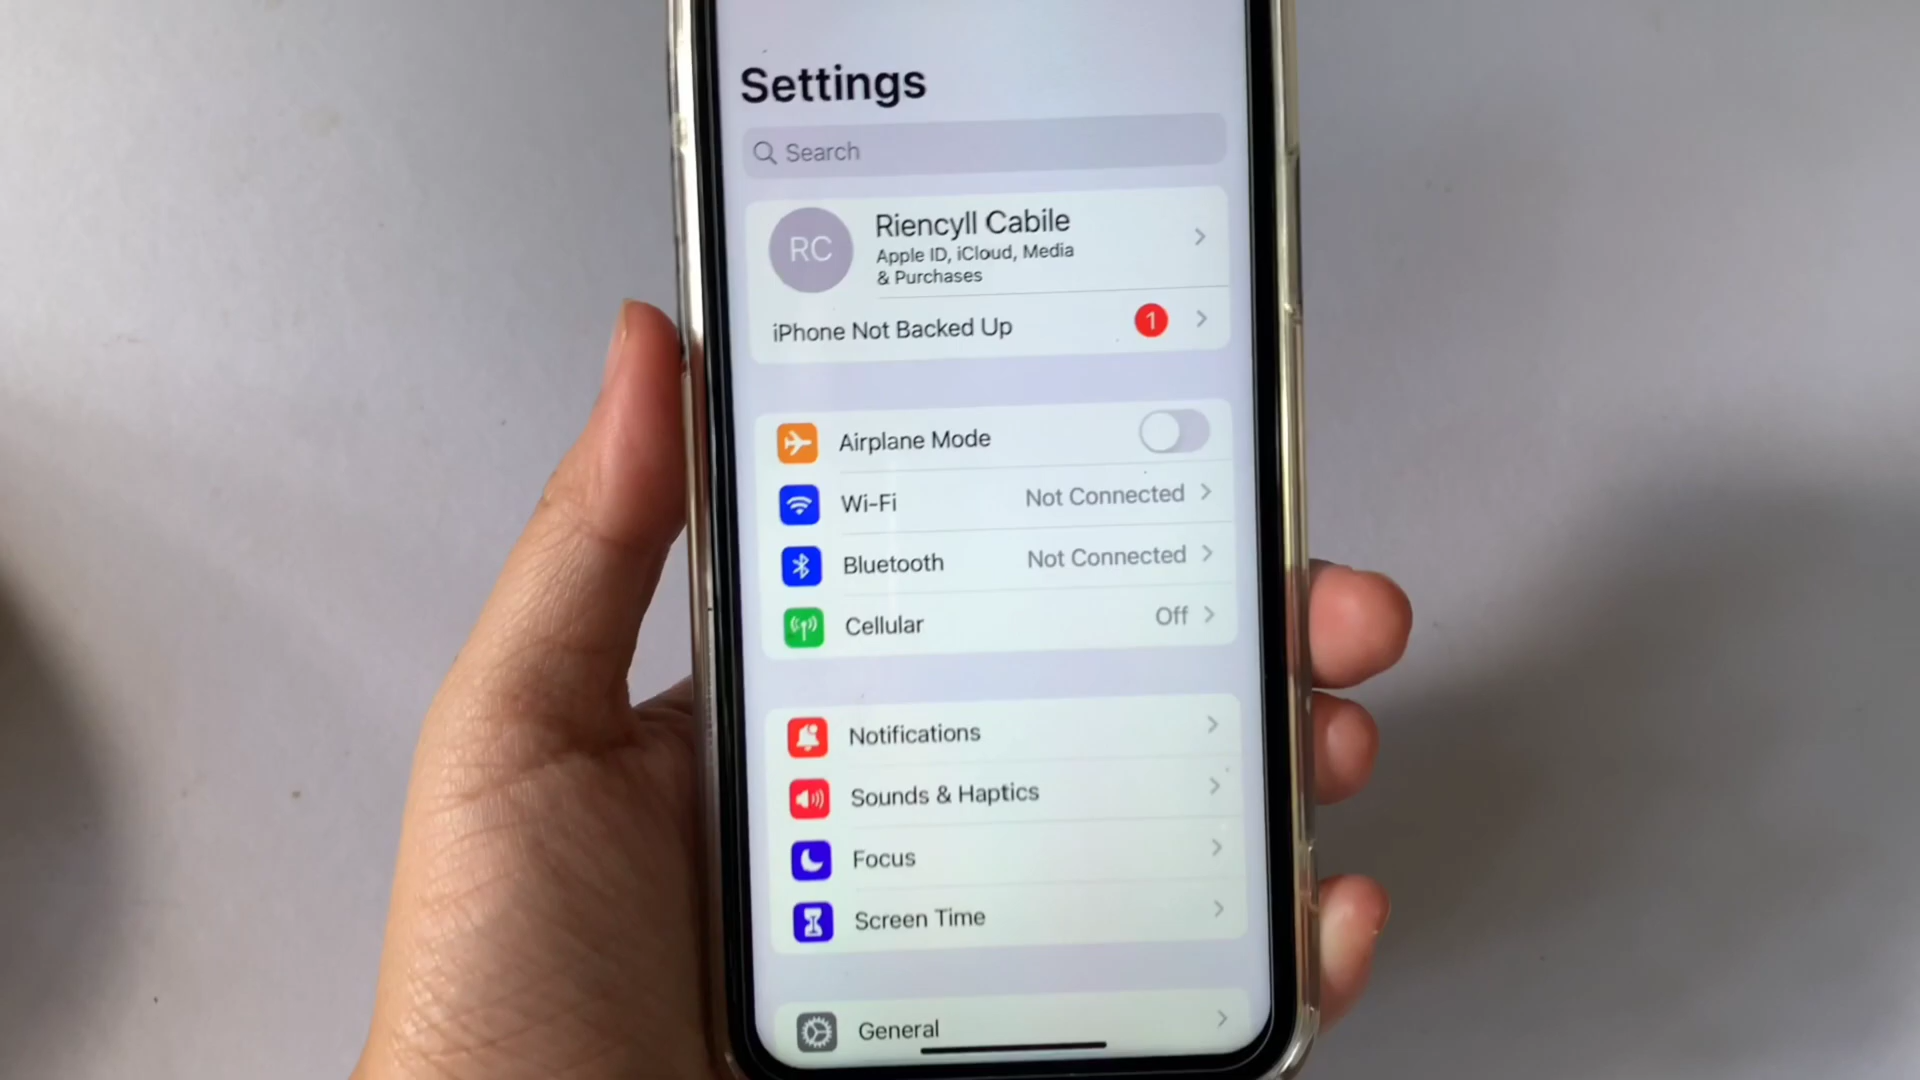 Settings
Search
RC
Riencyll Cabile
Apple ID, iCloud, Media
& Purchases
iPhone Not Backed Up 1
Airplane Mode
Wi-Fi Not Connected
Bluetooth Not Connected
Cellular Off
Notifications
Sounds & Haptics
Focus
Screen Time
General